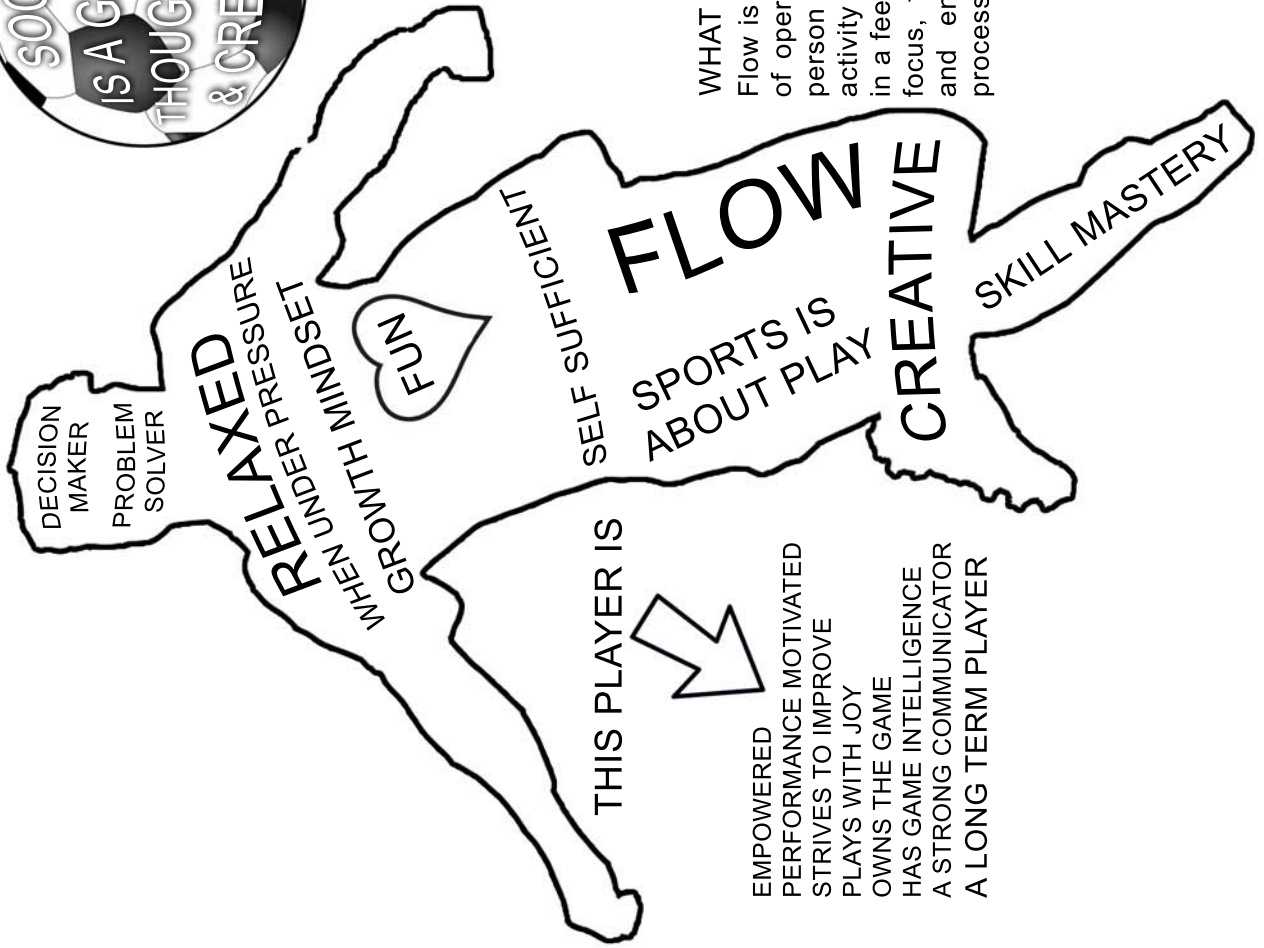 DECISION
MAKER
PROBLEM
SOLVER
RELAXED
WHEN UNDER PRESSURE
GROWTH MINDSET
FUN
SELF SUFFICIENT
FLOW
SPORTS IS
ABOUT PLAY
CREATIVE
SKILL MASTERY
THIS PLAYER IS
EMPOWERED
PERFORMANCE MOTIVATED
STRIVES TO IMPROVE
PLAYS WITH JOY
OWNS THE GAME
HAS GAME INTELLIGENCE
A STRONG COMMUNICATOR
A LONG TERM PLAYER
IS A G
THOUG
& CRE
WHAT
Flow is
of oper
person
activity
in a fee
focus,
and en
process